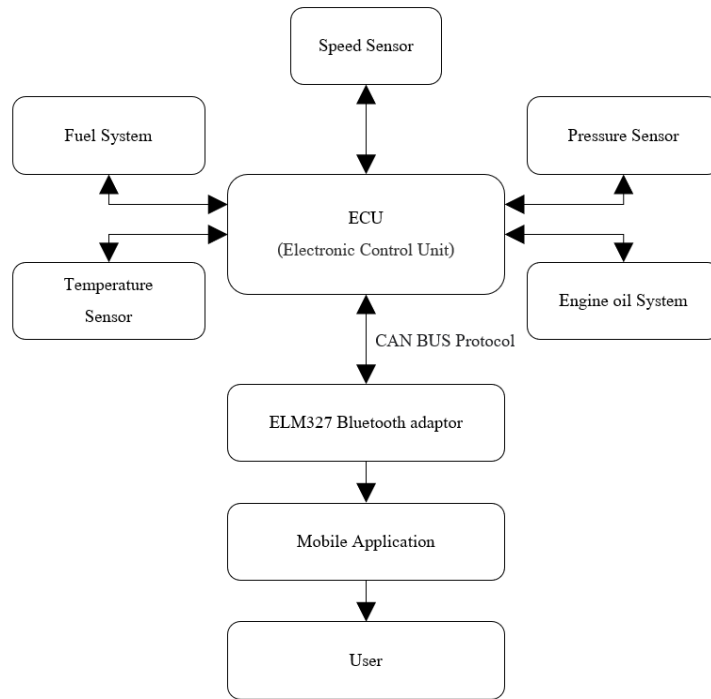 Speed Sensor
Fuel System
Pressure Sensor
ECU
(Electronic Control Unit)
Temperature
Sensor
Engine oil System
CAN BUS Protocol
ELM327 Bluetooth adaptor
Mobile Application
User